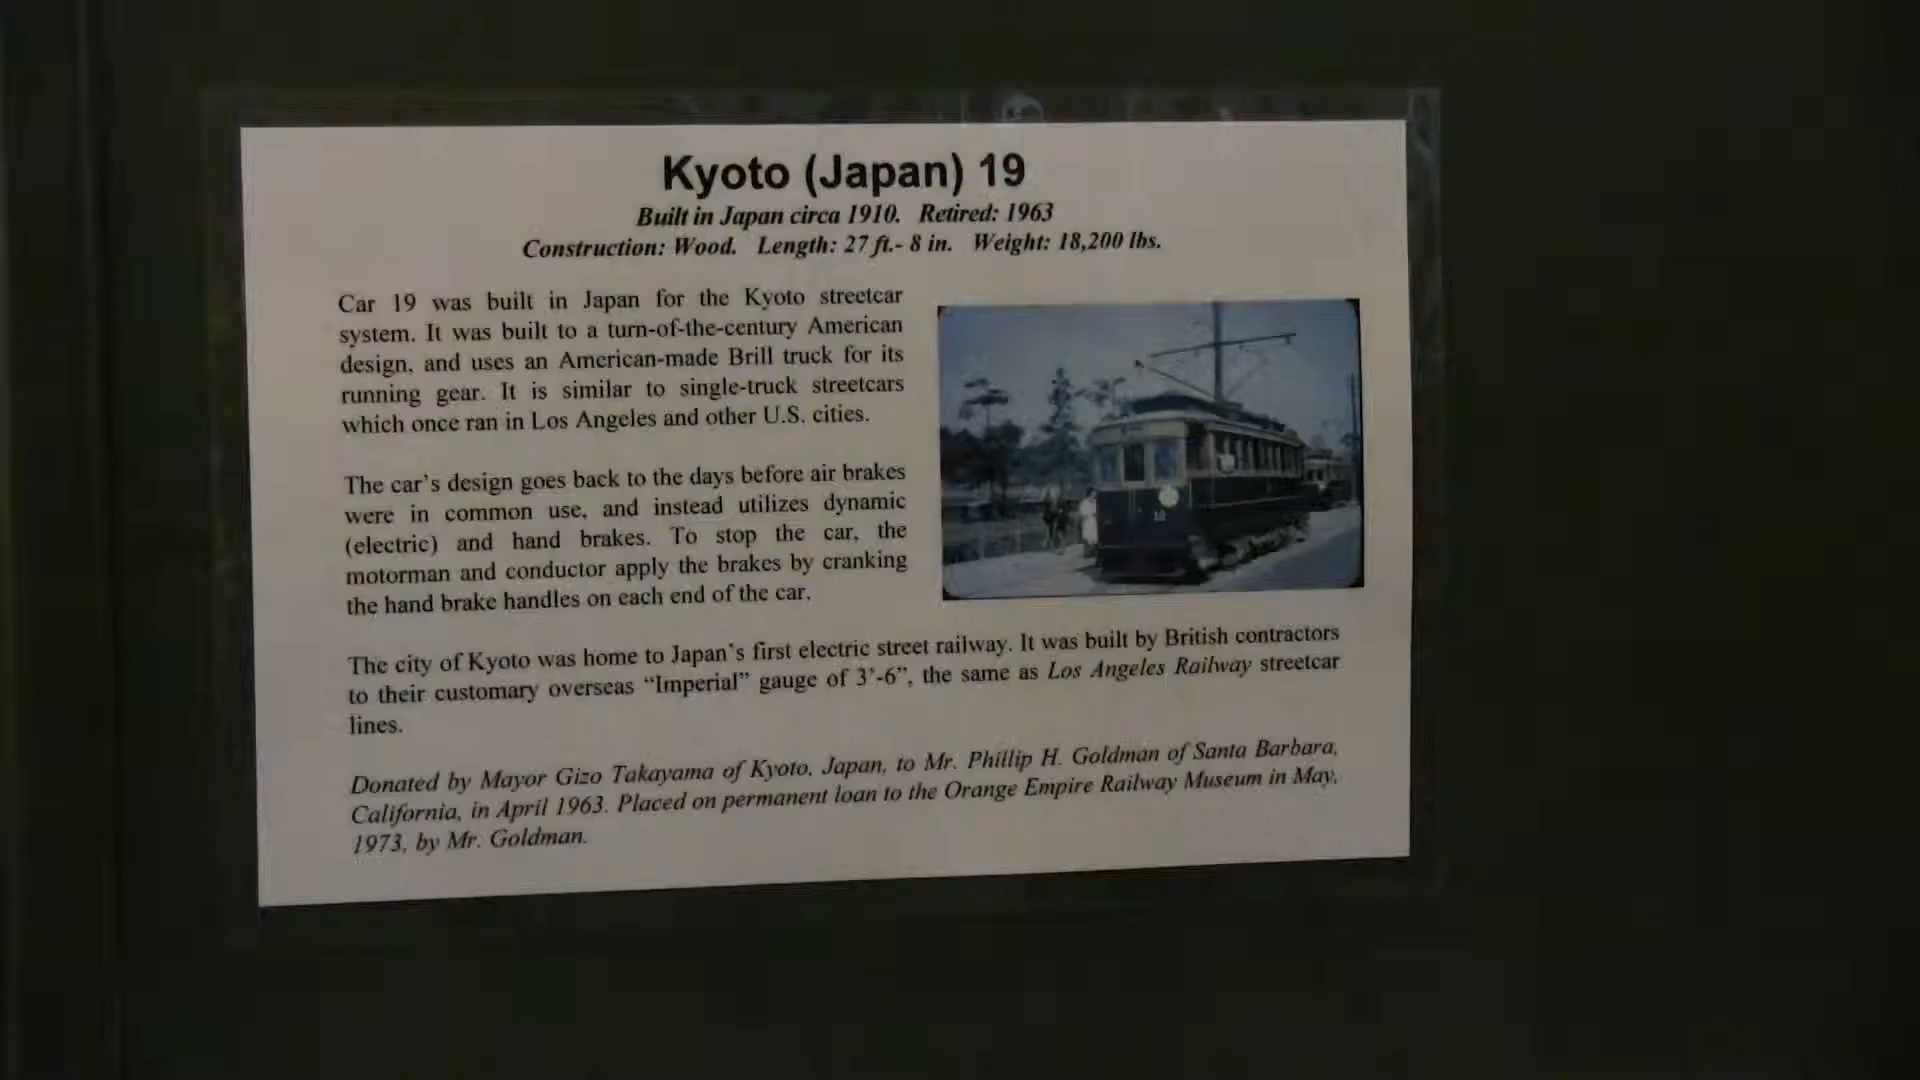 Kyoto (Japan) 19
Built in Japan circa 1910. Retired: 1963
Construction: Wood. Length: 27 ft.- 8 in. Weight: 18,200 lbs.
Car 19 was built in Japan for the Kyoto streetcar
system. It was built to a turn-of-the-century American
design, and uses an American-made Brill truck for its
running gear. It is similar to single-truck streetcars
which once ran in Los Angeles and other U.S. cities.
The car's design goes back to the days before air brakes
were in common use, and instead utilizes dynamic
(electric) and hand brakes. To stop the car, the
motorman and conductor apply the brakes by cranking
the hand brake handles on each end of the car.
The city of Kyoto was home to Japan's first electric street railway. It was built by British contractors
to their customary overseas “Imperial” gauge of 3’-6”, the same as Los Angeles Railway streetcar
lines.
Donated by Mayor Gizo Takayama of Kyoto, Japan, to Mr. Phillip H. Goldman of Santa Barbara,
California, in April 1963. Placed on permanent loan to the Orange Empire Railway Museum in May,
1973, by Mr. Goldman.